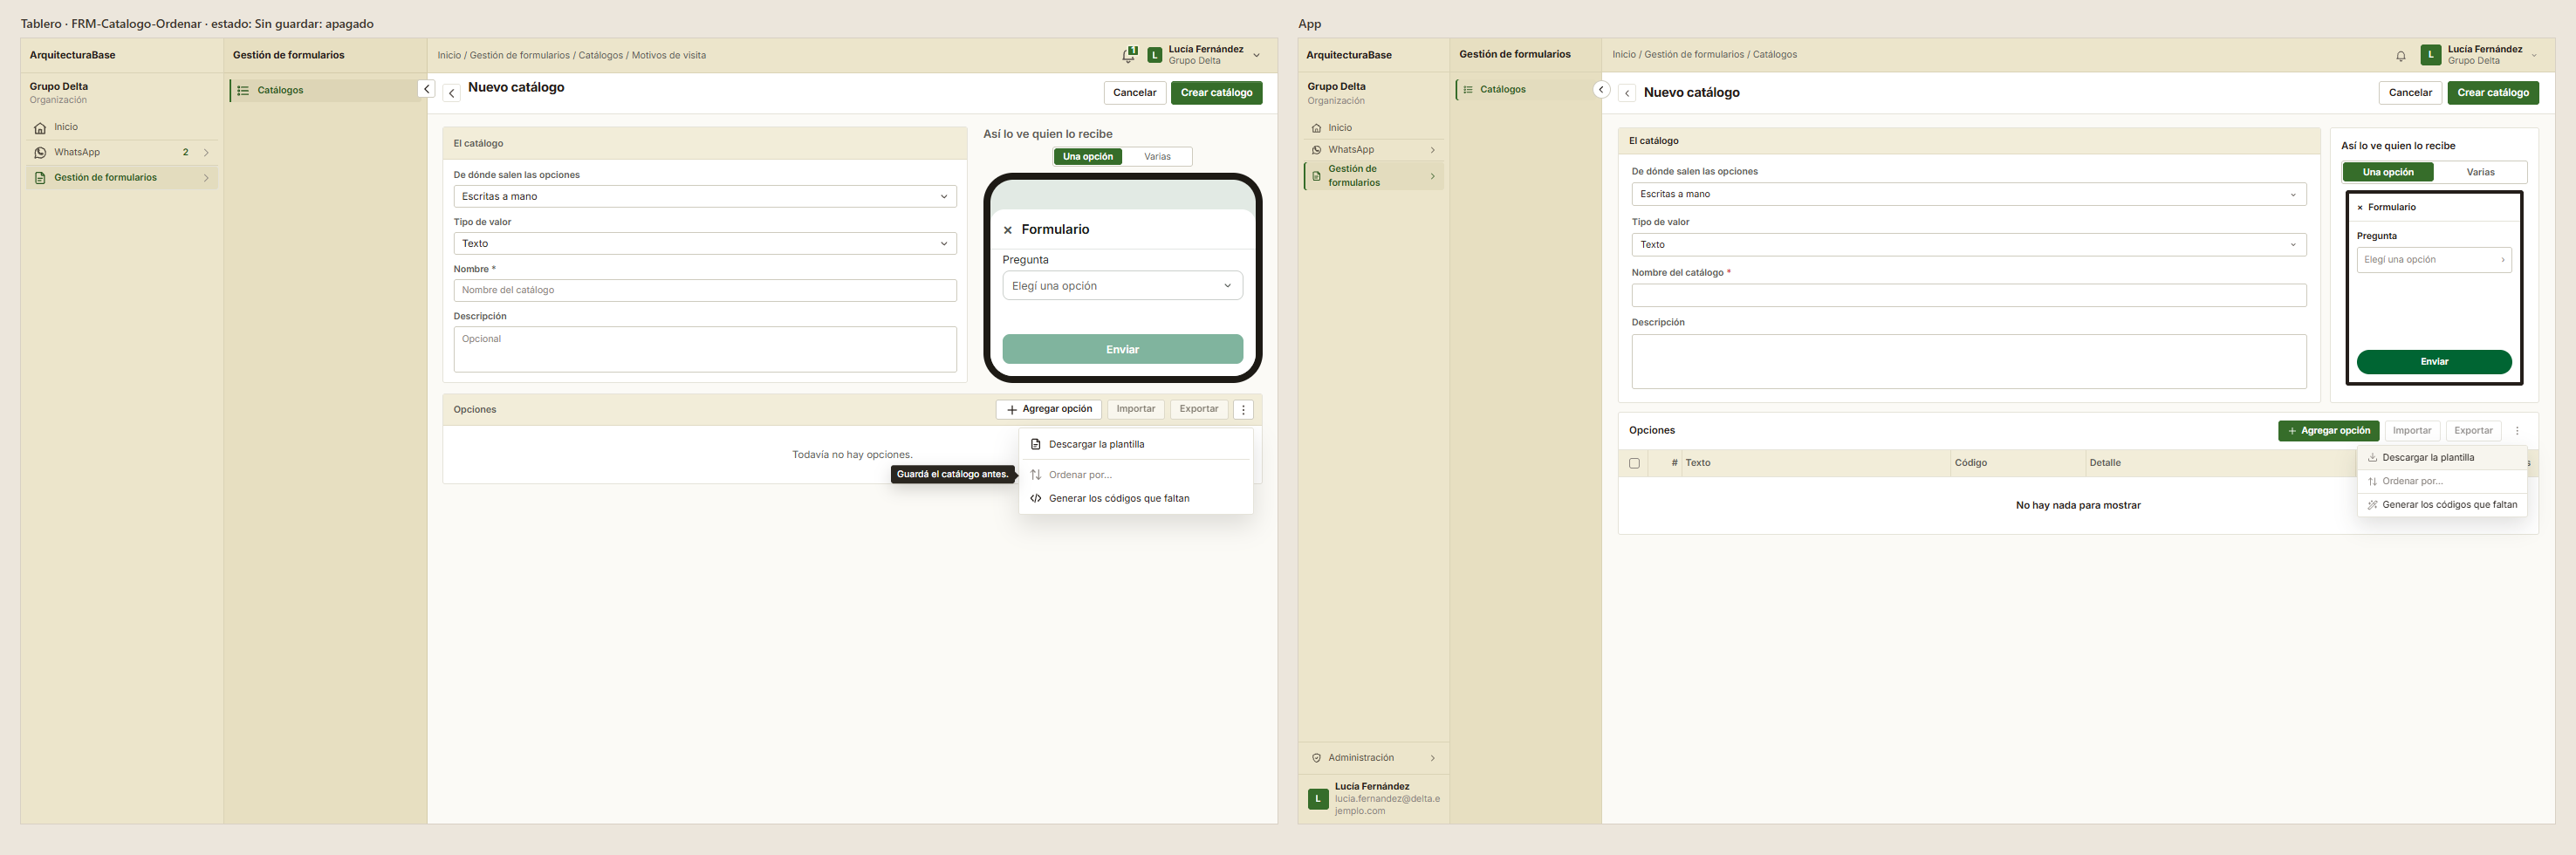 Tablero · FRM-Catalogo-Ordenar · estado: Sin guardar: apagado
ArquitecturaBase
Grupo Delta
Organización
Inicio
WhatsApp 2
Gestión de formularios
Gestión de formularios
Catálogos
Inicio / Gestión de formularios / Catálogos / Motivos de visita
1
L
Lucía Fernández
Grupo Delta
Nuevo catálogo
Cancelar
Crear catálogo
El catálogo
De dónde salen las opciones
Escritas a mano
Tipo de valor
Texto
Nombre *
Nombre del catálogo
Descripción
Opcional
Así lo ve quien lo recibe
Una opción
Varias
× Formulario
Pregunta
Elegí una opción
Enviar
Opciones
+ Agregar opción
Importar
Exportar
Todavía no hay opciones.
Descargar la plantilla
Guardá el catálogo antes.
Ordenar por...
Generar los códigos que faltan
App
ArquitecturaBase
Grupo Delta
Organización
Inicio
WhatsApp
Gestión de
formularios
Administración
L
Lucía Fernández
lucia.fernandez@delta.e
jemplo.com
Gestión de formularios
Catálogos
Inicio / Gestión de formularios / Catálogos
L
Lucía Fernández
Grupo Delta
Nuevo catálogo
Cancelar
Crear catálogo
El catálogo
De dónde salen las opciones
Escritas a mano
Tipo de valor
Texto
Nombre del catálogo *
Descripción
Así lo ve quien lo recibe
Una opción
Varias
× Formulario
Pregunta
Elegí una opción
Enviar
Opciones
+ Agregar opción
Importar
Exportar
# Texto Código Detalle s
Descargar la plantilla
Ordenar por...
Generar los códigos que faltan
No hay nada para mostrar